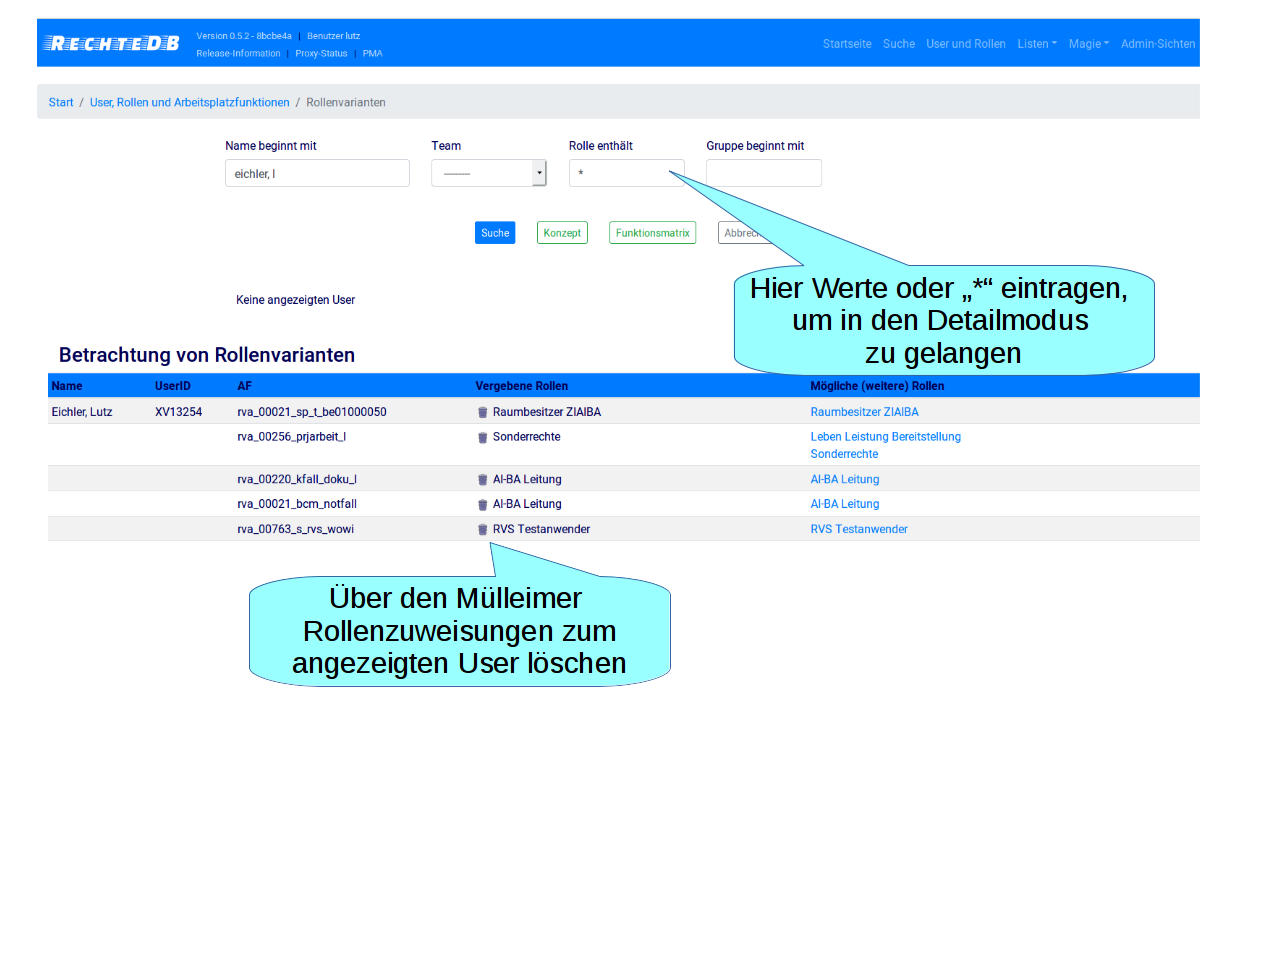 RECHTEDB
Version 0.5.2 - 8bcbe4a | Benutzer lutz
Release-Information | Proxy-Status | PMA
Startseite Suche User und Rollen Listen Magie Admin-Sichten
Start / User, Rollen und Arbeitsplatzfunktionen / Rollenvarianten
Name beginnt mit Team Rolle enthält Gruppe beginnt mit
eichler, l --------- *
Suche Konzept Funktionsmatrix Abbrec
Hier Werte oder „*“ eintragen,
um in den Detailmodus
zu gelangen
Keine angezeigten User
Betrachtung von Rollenvarianten
Name UserID AF Vergebene Rollen Mögliche (weitere) Rollen
Eichler, Lutz XV13254 rva_00021_sp_t_be01000050 Raumbesitzer ZIAIBA Raumbesitzer ZIAIBA
rva_00256_prjarbeit_l Sonderrechte Leben Leistung Bereitstellung
Sonderrechte
rva_00220_kfall_doku_l AI-BA Leitung AI-BA Leitung
rva_00021_bcm_notfall AI-BA Leitung AI-BA Leitung
rva_00763_s_rvs_wowi RVS Testanwender RVS Testanwender
Über den Mülleimer
Rollenzuweisungen zum
angezeigten User löschen